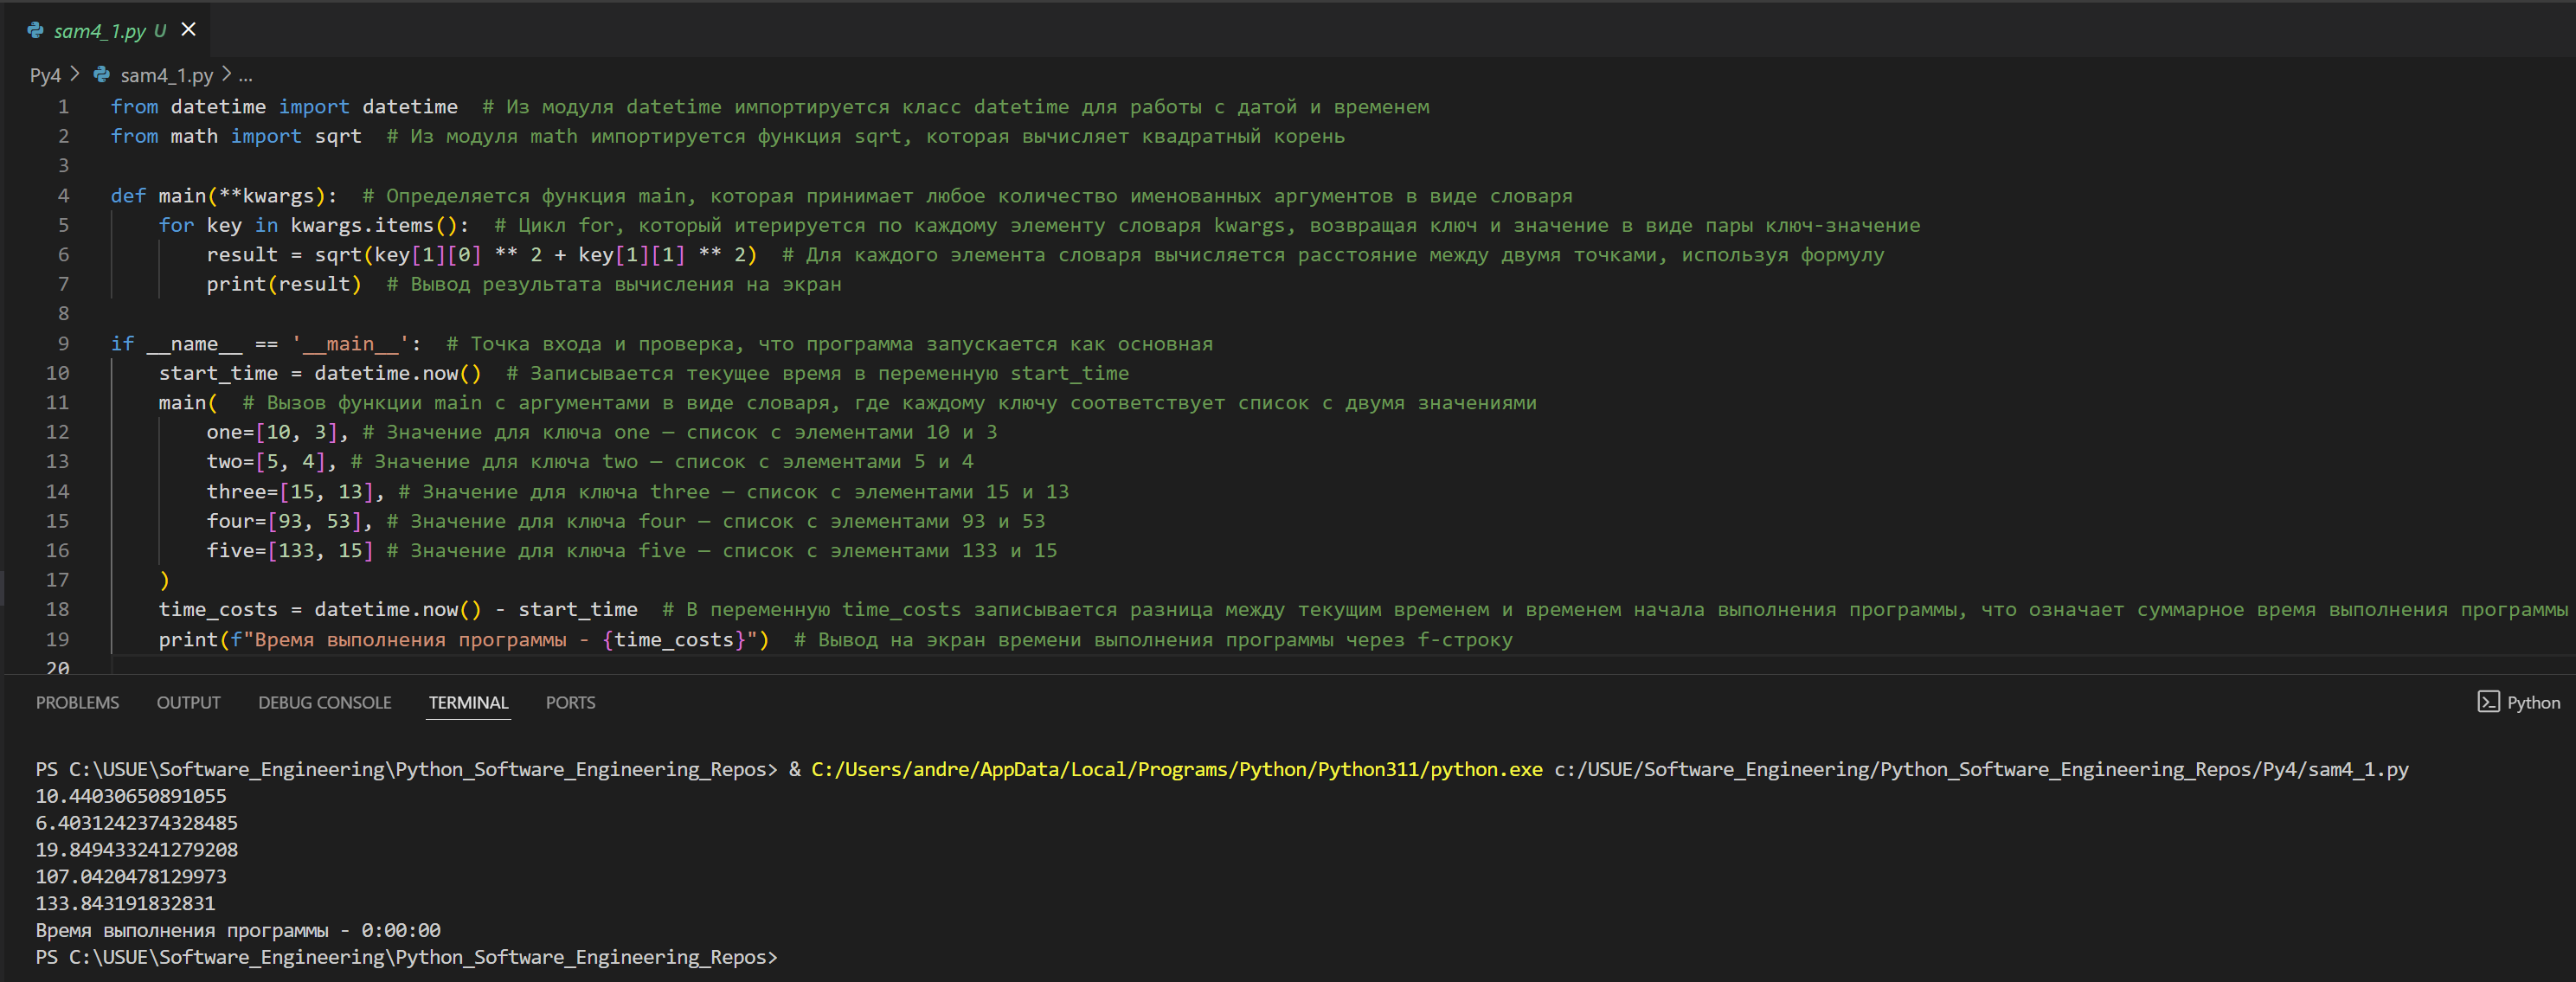 sam4_1.py U
Py4 > sam4_1.py > ...
1 from datetime import datetime  # Из модуля datetime импортируется класс datetime для работы с датой и временем
2 from math import sqrt  # Из модуля math импортируется функция sqrt, которая вычисляет квадратный корень
3
4 def main(**kwargs):  # Определяется функция main, которая принимает любое количество именованных аргументов в виде словаря
5     for key in kwargs.items():  # Цикл for, который итерируется по каждому элементу словаря kwargs, возвращая ключ и значение в виде пары ключ-значение
6         result = sqrt(key[1][0] ** 2 + key[1][1] ** 2)  # Для каждого элемента словаря вычисляется расстояние между двумя точками, используя формулу
7         print(result)  # Вывод результата вычисления на экран
8
9 if __name__ == '__main__':  # Точка входа и проверка, что программа запускается как основная
10     start_time = datetime.now()  # Записывается текущее время в переменную start_time
11     main(  # Вызов функции main с аргументами в виде словаря, где каждому ключу соответствует список с двумя значениями
12         one=[10, 3], # Значение для ключа one — список с элементами 10 и 3
13         two=[5, 4], # Значение для ключа two — список с элементами 5 и 4
14         three=[15, 13], # Значение для ключа three — список с элементами 15 и 13
15         four=[93, 53], # Значение для ключа four — список с элементами 93 и 53
16         five=[133, 15] # Значение для ключа five — список с элементами 133 и 15
17     )
18     time_costs = datetime.now() - start_time  # В переменную time_costs записывается разница между текущим временем и временем начала выполнения программы, что означает суммарное время выполнения программы
19     print(f"Время выполнения программы - {time_costs}")  # Вывод на экран времени выполнения программы через f-строку
20
PROBLEMS OUTPUT DEBUG CONSOLE TERMINAL PORTS Python
PS C:\USUE\Software_Engineering\Python_Software_Engineering_Repos> & C:/Users/andre/AppData/Local/Programs/Python/Python311/python.exe c:/USUE/Software_Engineering/Python_Software_Engineering_Repos/Py4/sam4_1.py
10.44030650891055
6.4031242374328485
19.849433241279208
107.0420478129973
133.843191832831
Время выполнения программы - 0:00:00
PS C:\USUE\Software_Engineering\Python_Software_Engineering_Repos>